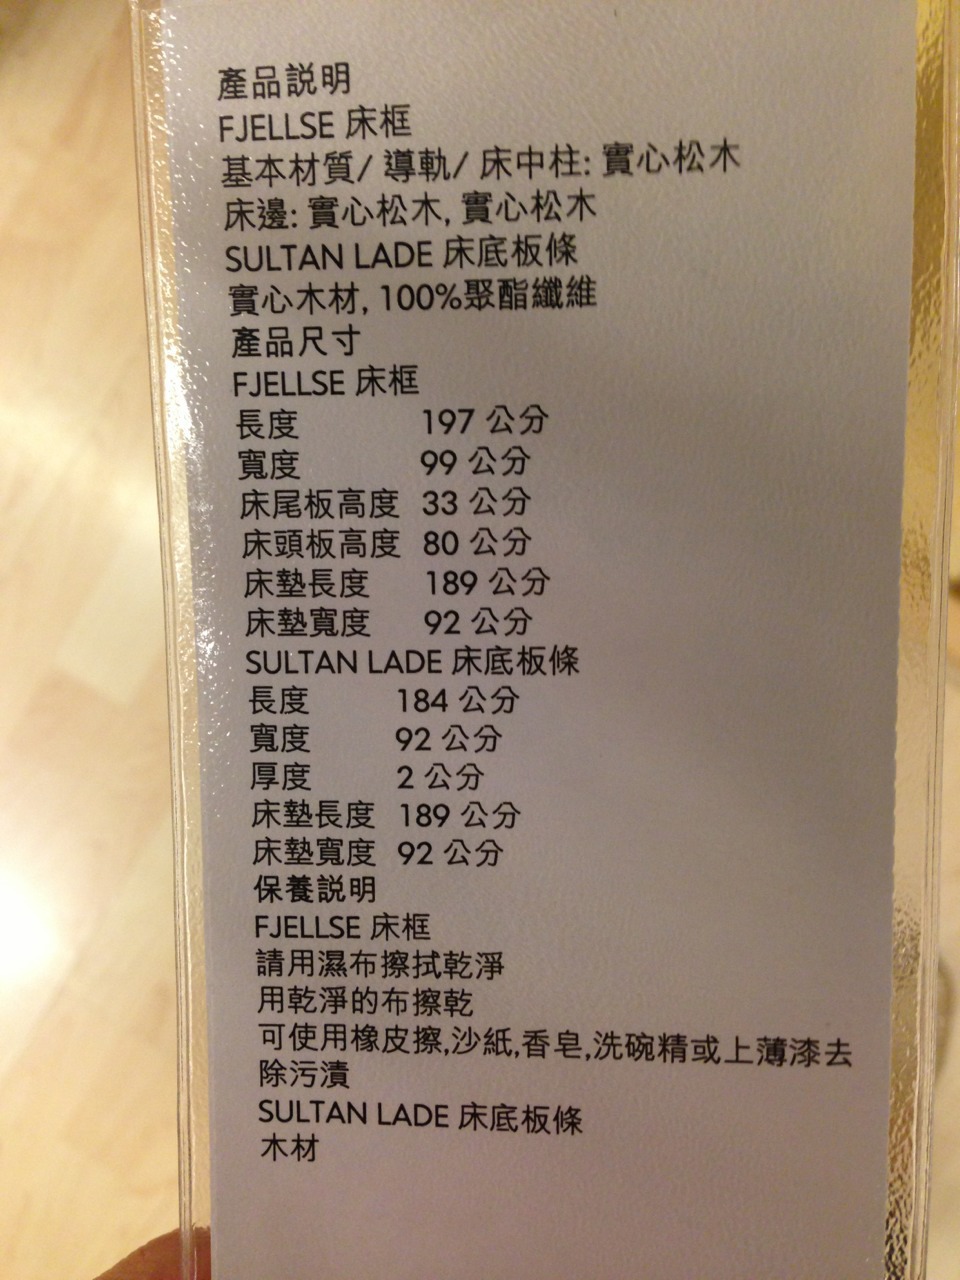 產品説明
FJELLSE 床框
基本材質/ 導軌/ 床中柱: 實心松木
床邊: 實心松木, 實心松木
SULTAN LADE 床底板條
實心木材, 100%聚酯纖維
產品尺寸
FJELLSE 床框
長度 197 公分
寬度 99 公分
床尾板高度 33 公分
床頭板高度 80 公分
床墊長度 189 公分
床墊寬度 92 公分
SULTAN LADE 床底板條
長度 184 公分
寬度 92 公分
厚度 2 公分
床墊長度 189 公分
床墊寬度 92 公分
保養説明
FJELLSE 床框
請用濕布擦拭乾淨
用乾淨的布擦乾
可使用橡皮擦,沙紙,香皂,洗碗精或上薄漆去
除污漬
SULTAN LADE 床底板條
木材